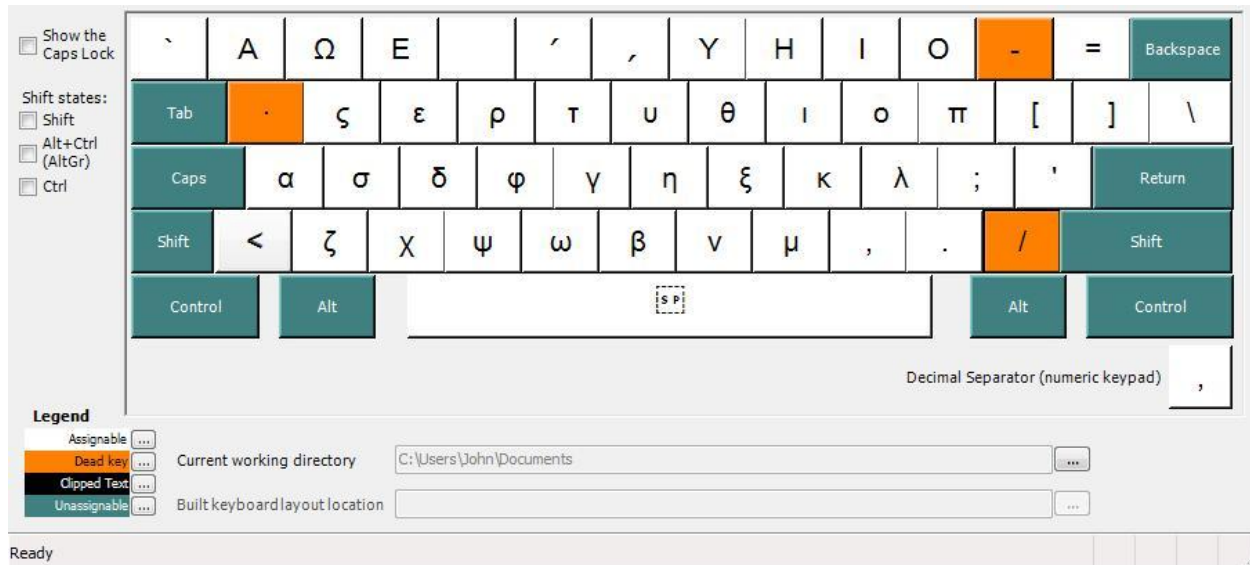 Show the
Caps Lock
` Α Ω Ε ΄ ͵ Υ Η Ι Ο - = Backspace
Shift states:
Shift
Alt+Ctrl
(AltGr)
Ctrl
Tab · ς ε ρ τ υ θ ι ο π [ ] \
Caps α σ δ φ γ η ξ κ λ ; ' Return
Shift < ζ χ ψ ω β ν μ , . / Shift
Control Alt SP Alt Control
Decimal Separator (numeric keypad) ,
Legend
Assignable ...
Dead key ...
Clipped Text ...
Unassignable ...
Current working directory C:\Users\John\Documents ...
Built keyboard layout location ...
Ready